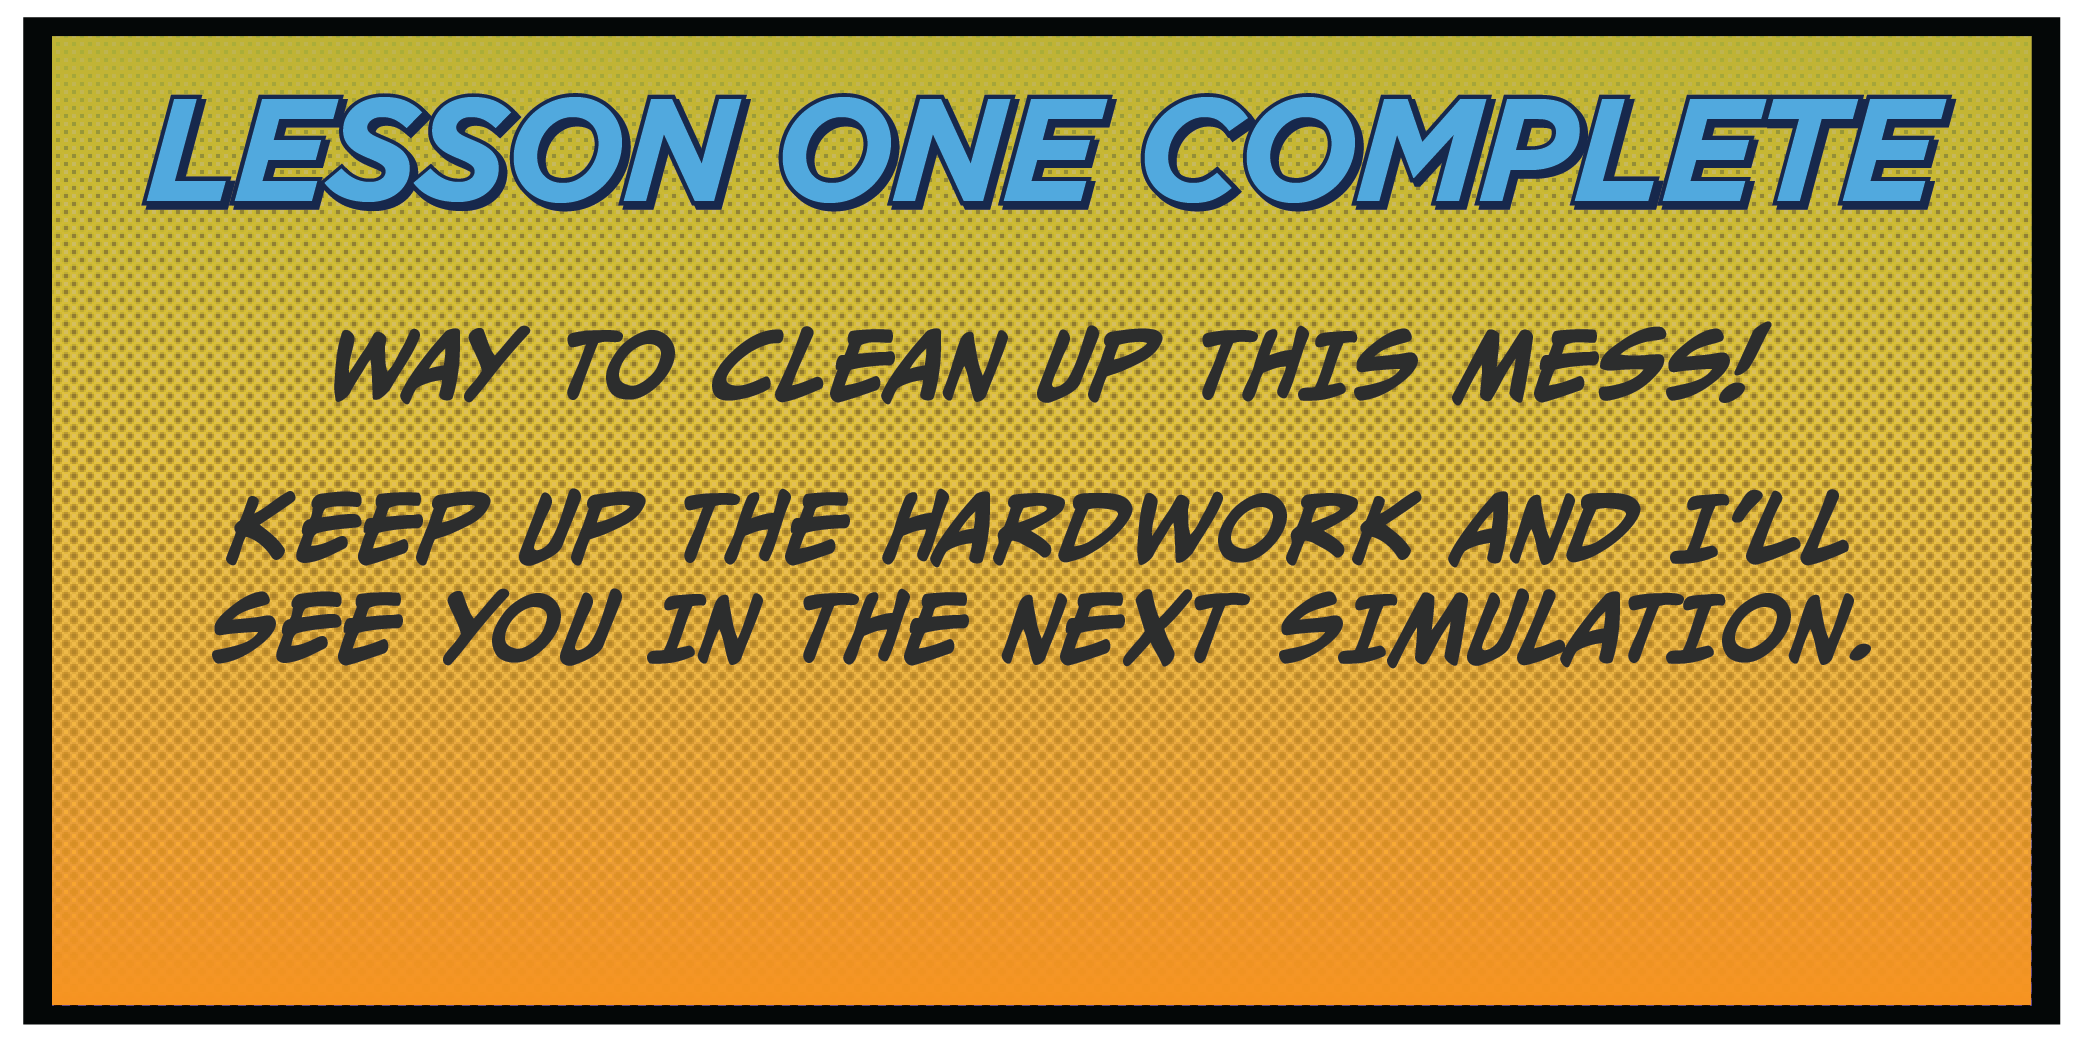 LESSON ONE COMPLETE
WAY TO CLEAN UP THIS MESS!
KEEP UP THE HARDWORK AND I'LL
SEE YOU IN THE NEXT SIMULATION.